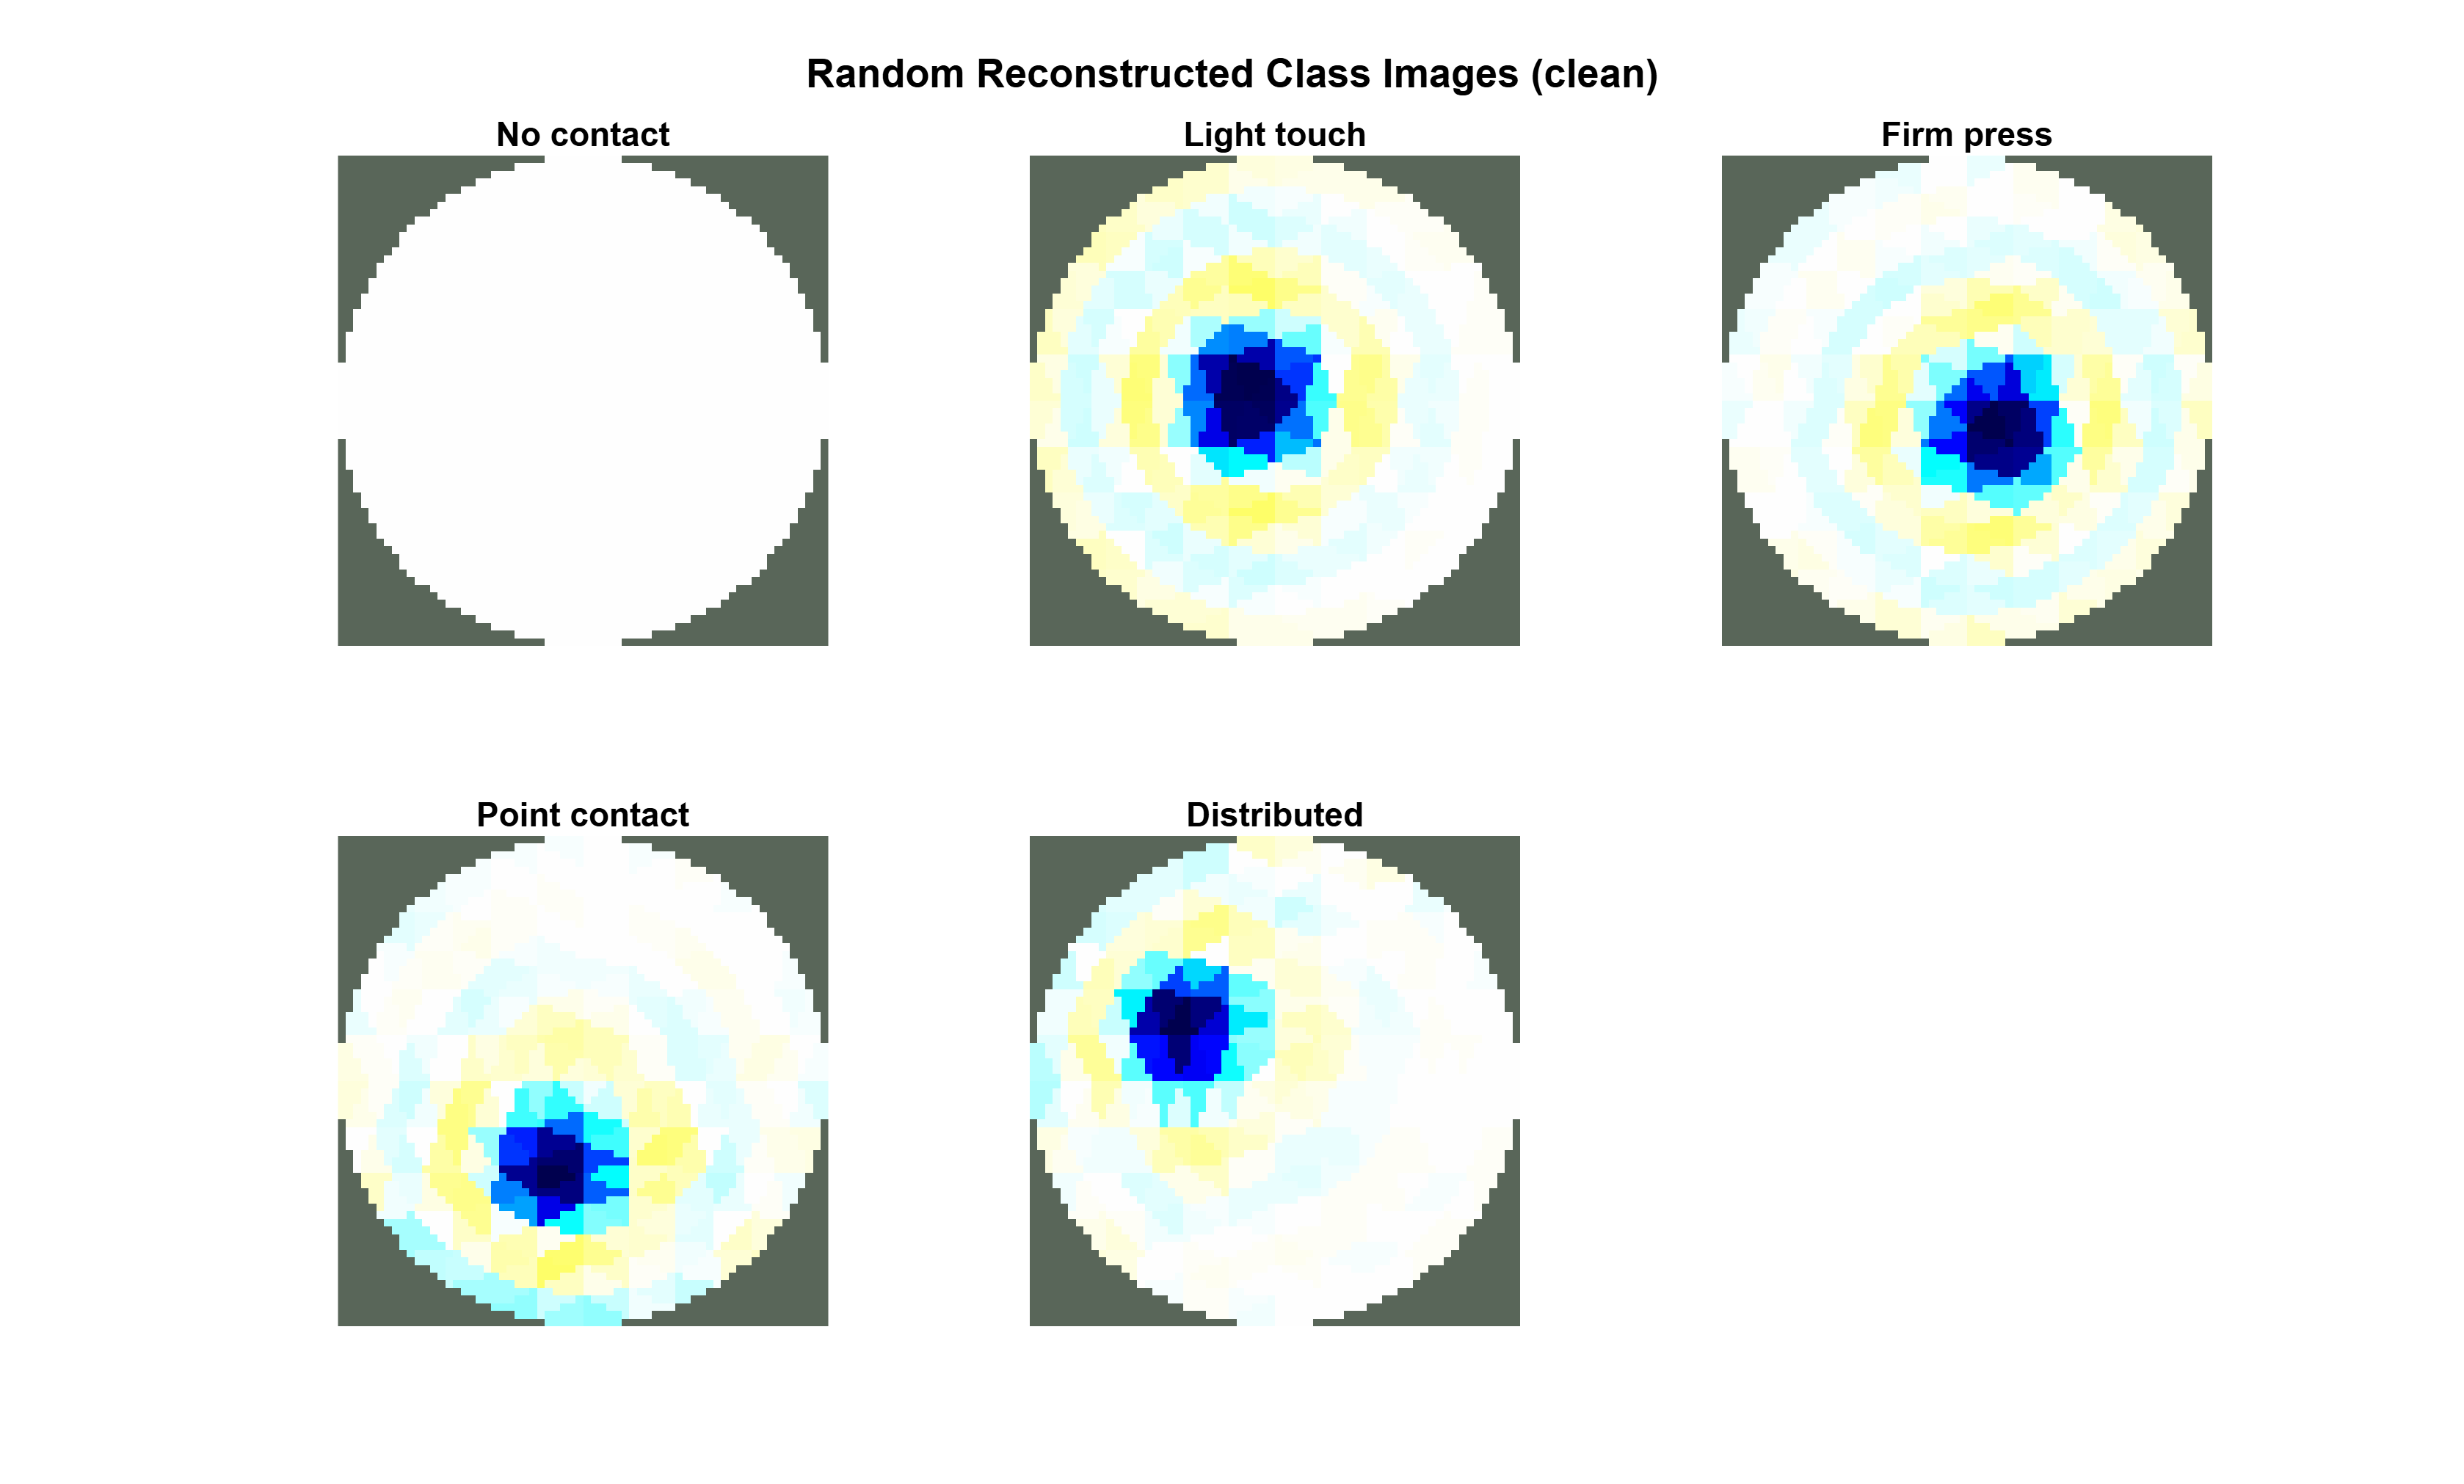 Random Reconstructed Class Images (clean)
No contact
Light touch
Firm press
Point contact
Distributed